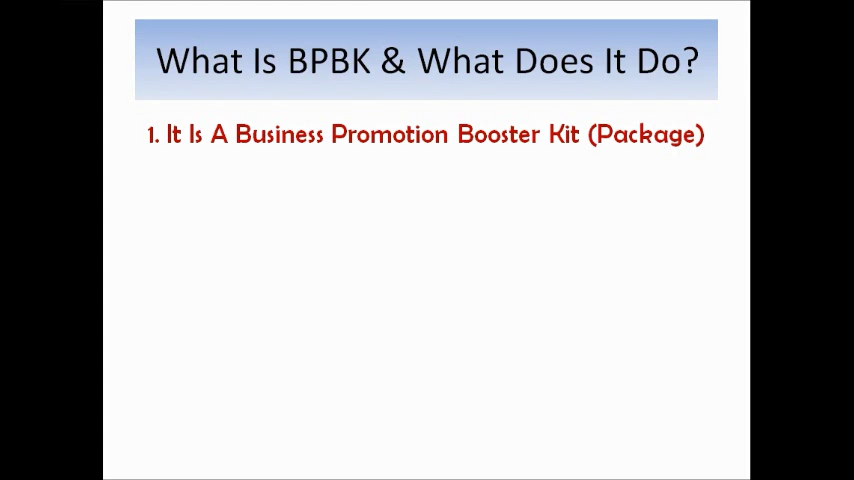 What Is BPBK & What Does It Do?
1. It Is A Business Promotion Booster Kit (Package)